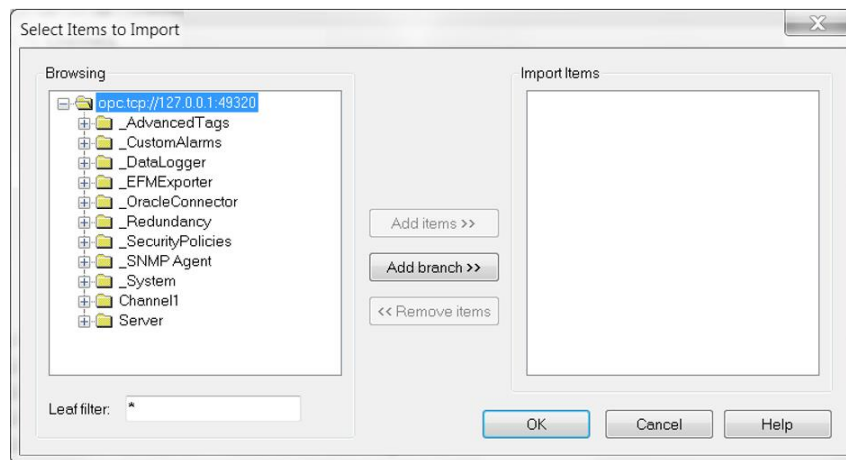 Select Items to Import
Browsing
opc.tcp://127.0.0.1:49320
_AdvancedTags
_CustomAlarms
_DataLogger
_EFMExporter
_OracleConnector
_Redundancy
_SecurityPolicies
_SNMP Agent
_System
Channel1
Server
Leaf filter: *
Add items >>
Add branch >>
<< Remove items
Import Items
OK Cancel Help